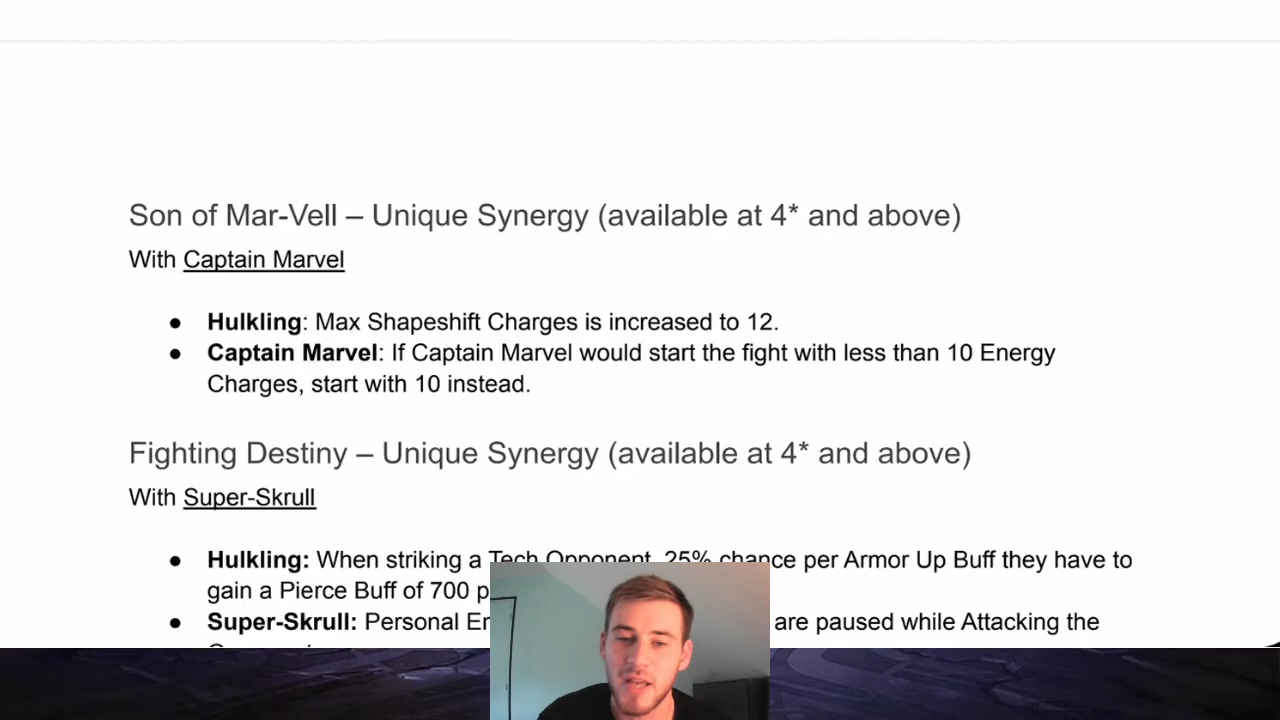 Son of Mar-Vell – Unique Synergy (available at 4* and above)
With Captain Marvel
● Hulkling: Max Shapeshift Charges is increased to 12.
● Captain Marvel: If Captain Marvel would start the fight with less than 10 Energy
Charges, start with 10 instead.
Fighting Destiny – Unique Synergy (available at 4* and above)
With Super-Skrull
● Hulkling: When striking a Tech Opponent, 25% chance per Armor Up Buff they have to
gain a Pierce Buff of 700
● Super-Skrull: Personal are paused while Attacking the